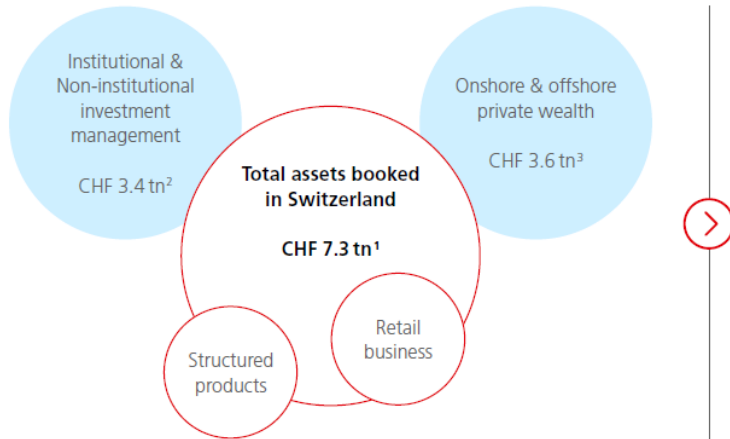 Institutional &
Non-institutional
investment
management
CHF 3.4 tn²
Onshore & offshore
private wealth
CHF 3.6 tn³
Total assets booked
in Switzerland
CHF 7.3 tn¹
Structured
products
Retail
business